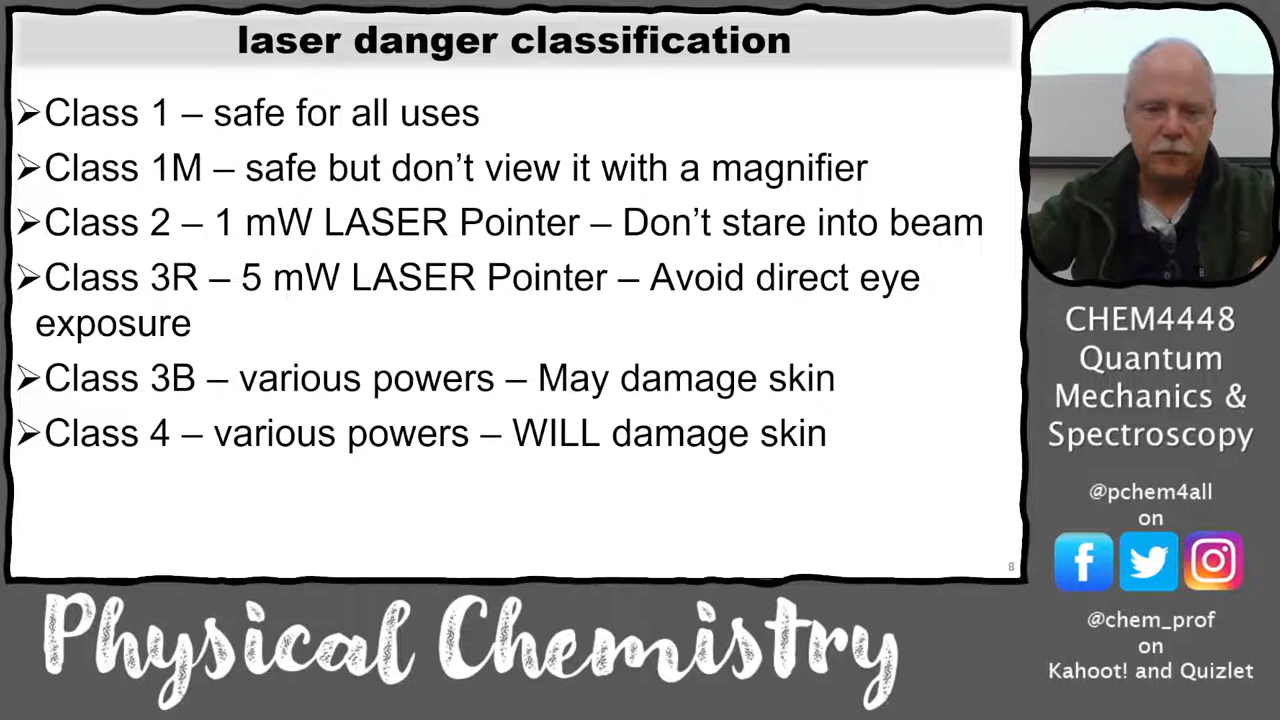 laser danger classification
➢Class 1 – safe for all uses
➢Class 1M – safe but don’t view it with a magnifier
➢Class 2 – 1 mW LASER Pointer – Don’t stare into beam
➢Class 3R – 5 mW LASER Pointer – Avoid direct eye
exposure
➢Class 3B – various powers – May damage skin
➢Class 4 – various powers – WILL damage skin
8
CHEM4448
Quantum
Mechanics &
Spectroscopy
@pchem4all
on
@chem_prof
on
Kahoot! and Quizlet
Physical Chemistry